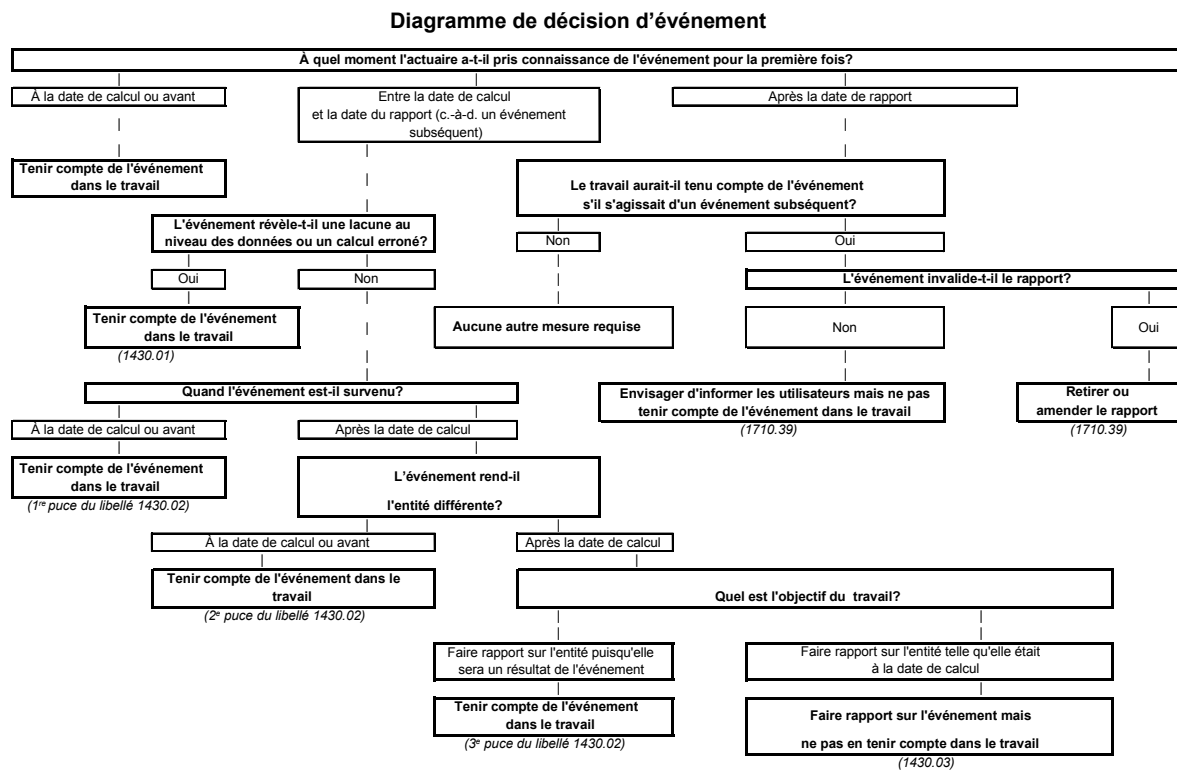 Diagramme de décision d'événement
À quel moment l'actuaire a-t-il pris connaissance de l'événement pour la première fois?
À la date de calcul ou avant
Entre la date de calcul
et la date du rapport (c.-à-d. un événement
subséquent)
Après la date de rapport
Tenir compte de l'événement
dans le travail
Le travail aurait-il tenu compte de l'événement
s'il s'agissait d'un événement subséquent?
L'événement révèle-t-il une lacune au
niveau des données ou un calcul erroné?
Non
Oui
Oui
Non
L'événement invalide-t-il le rapport?
Tenir compte de l'événement
dans le travail
(1430.01)
Aucune autre mesure requise
Non
Oui
Quand l'événement est-il survenu?
Envisager d'informer les utilisateurs mais ne pas
tenir compte de l'événement dans le travail
(1710.39)
Retirer ou
amender le rapport
(1710.39)
À la date de calcul ou avant
Après la date de calcul
Tenir compte de l'événement
dans le travail
(1re puce du libellé 1430.02)
L'événement rend-il
l'entité différente?
À la date de calcul ou avant
Après la date de calcul
Tenir compte de l'événement dans le
travail
(2e puce du libellé 1430.02)
Quel est l'objectif du travail?
Faire rapport sur l'entité puisqu'elle
sera un résultat de l'événement
Faire rapport sur l'entité telle qu'elle était
à la date de calcul
Tenir compte de l'événement
dans le travail
(3e puce du libellé 1430.02)
Faire rapport sur l'événement mais
ne pas en tenir compte dans le travail
(1430.03)